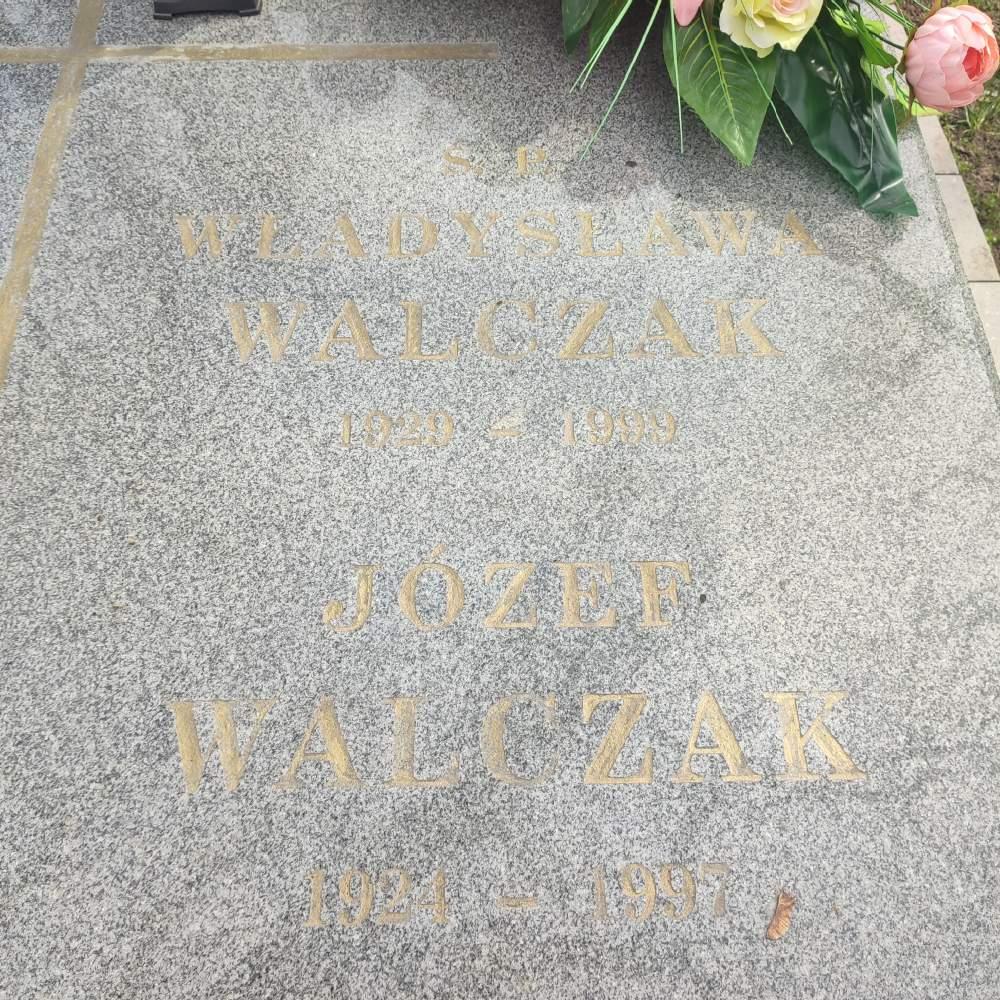 Ś. P.
WŁADYSŁAWA
WALCZAK
1929 - 1999
JÓZEF
WALCZAK
1924 - 1997